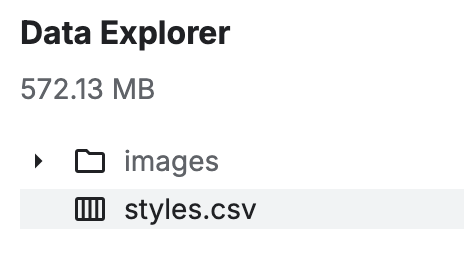 Data Explorer
572.13 MB
images
styles.csv